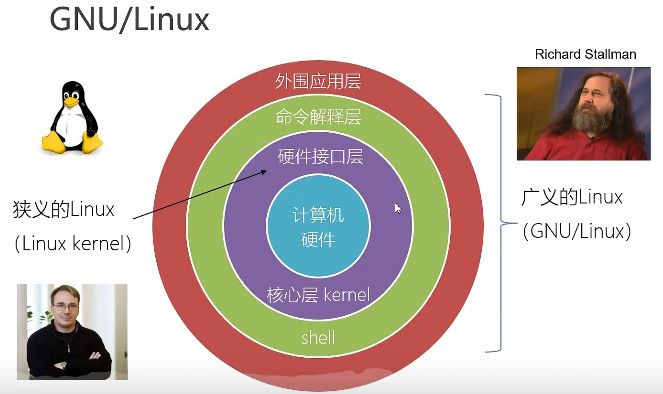 GNU/Linux
Richard Stallman
外围应用层
命令解释层
硬件接口层
计算机
硬件
核心层 kernel
shell
狭义的Linux
（Linux kernel）
广义的Linux
（GNU/Linux）